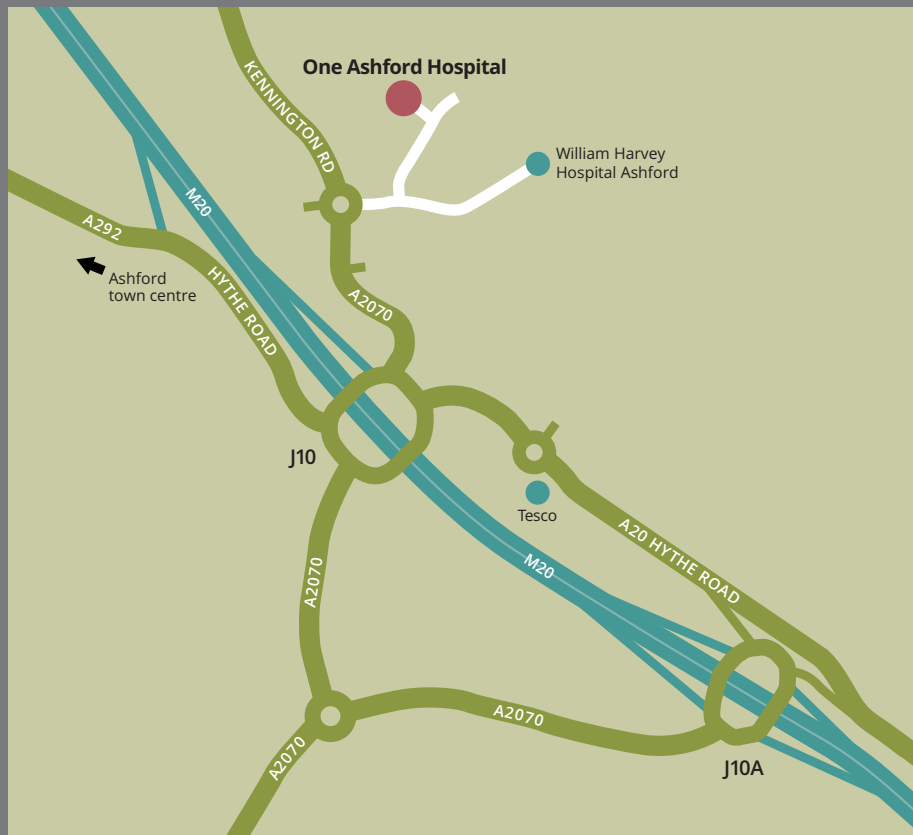 One Ashford Hospital
KENNINGTON RD
William Harvey
Hospital Ashford
M20
A292
Ashford
town centre
HYTHE ROAD
A2070
J10
Tesco
A20 HYTHE ROAD
M20
A2070
A2070
A2070
J10A